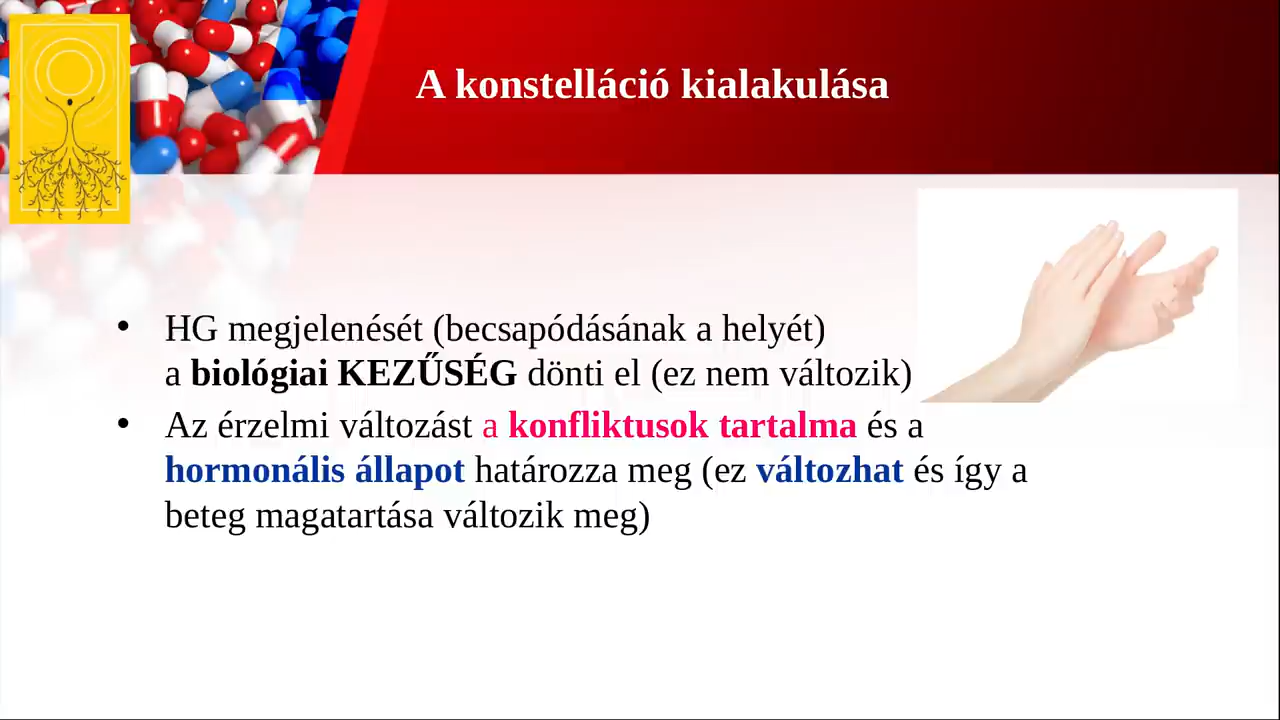 A konstelláció kialakulása
• HG megjelenését (becsapódásának a helyét)
a biológiai KEZŰSÉG dönti el (ez nem változik)
• Az érzelmi változást a konfliktusok tartalma és a
hormonális állapot határozza meg (ez változhat és így a
beteg magatartása változik meg)